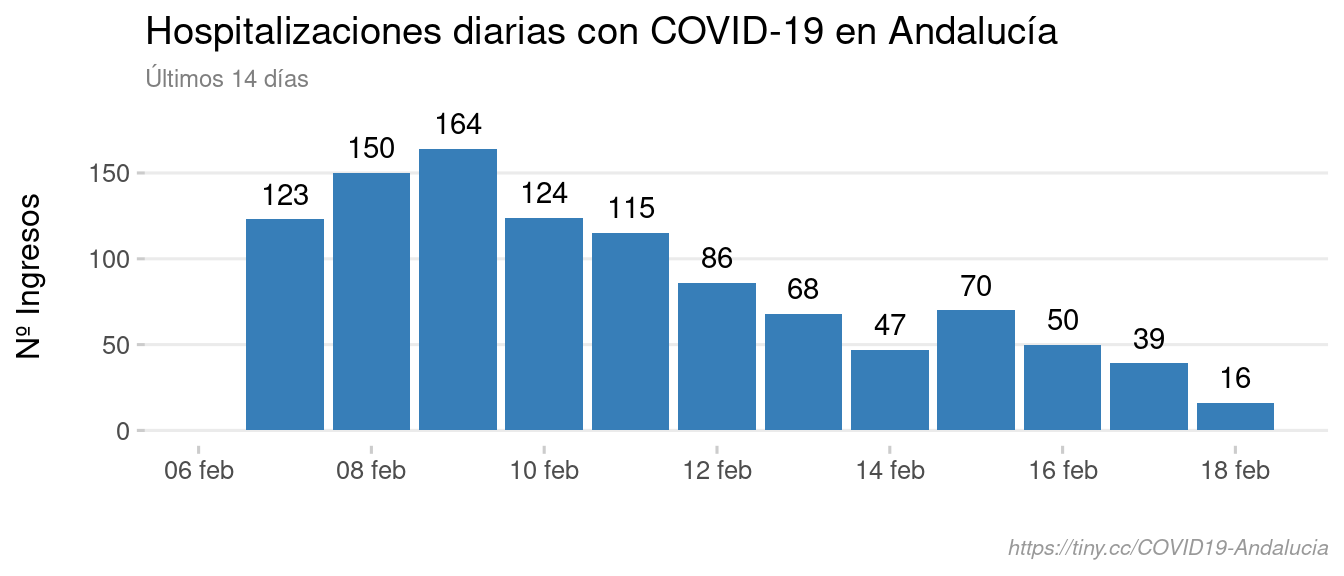 Hospitalizaciones diarias con COVID-19 en Andalucía
Últimos 14 días
Nº Ingresos
150
100
50
0
123
150
164
124
115
86
68
47
70
50
39
16
06 feb
08 feb
10 feb
12 feb
14 feb
16 feb
18 feb
https://tiny.cc/COVID19-Andalucia